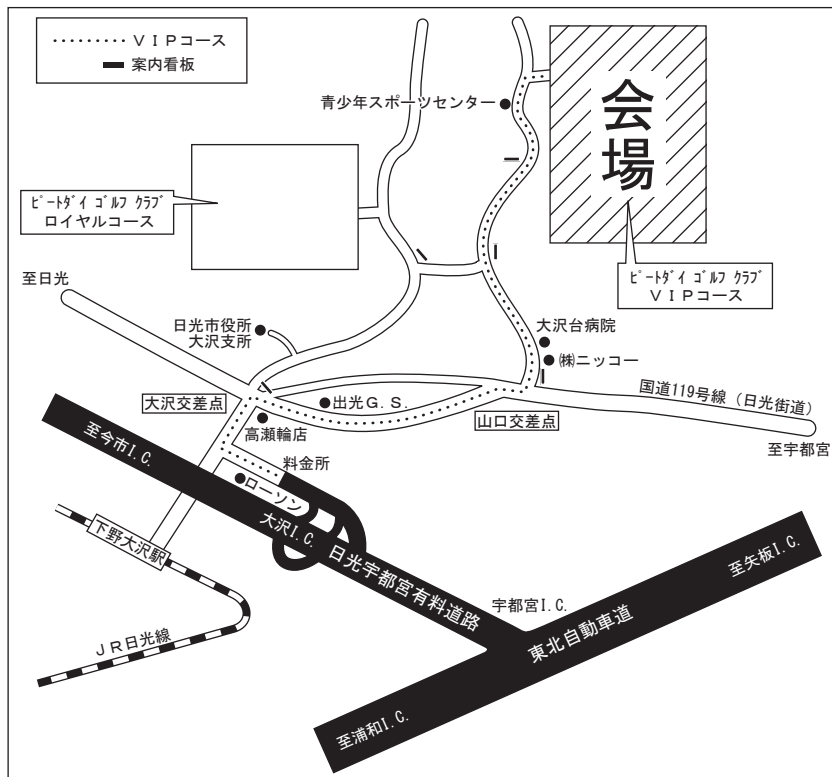 ＶＩＰコース
案内看板
青少年スポーツセンター
会場
ﾋﾟｰﾄﾀﾞｲ ｺﾞﾙﾌ ｸﾗﾌﾞ
ロイヤルコース
ﾋﾟｰﾄﾀﾞｲ ｺﾞﾙﾌ ｸﾗﾌﾞ
ＶＩＰコース
至日光
日光市役所
大沢支所
大沢台病院
㈱ニッコー
大沢交差点
出光Ｇ．Ｓ．
山口交差点
国道119号線（日光街道）
至宇都宮
高瀬輪店
至今市I.C.
料金所
ローソン
大沢I.C.
日光宇都宮有料道路
下野大沢駅
ＪＲ日光線
宇都宮I.C.
至矢板I.C.
東北自動車道
至浦和I.C.